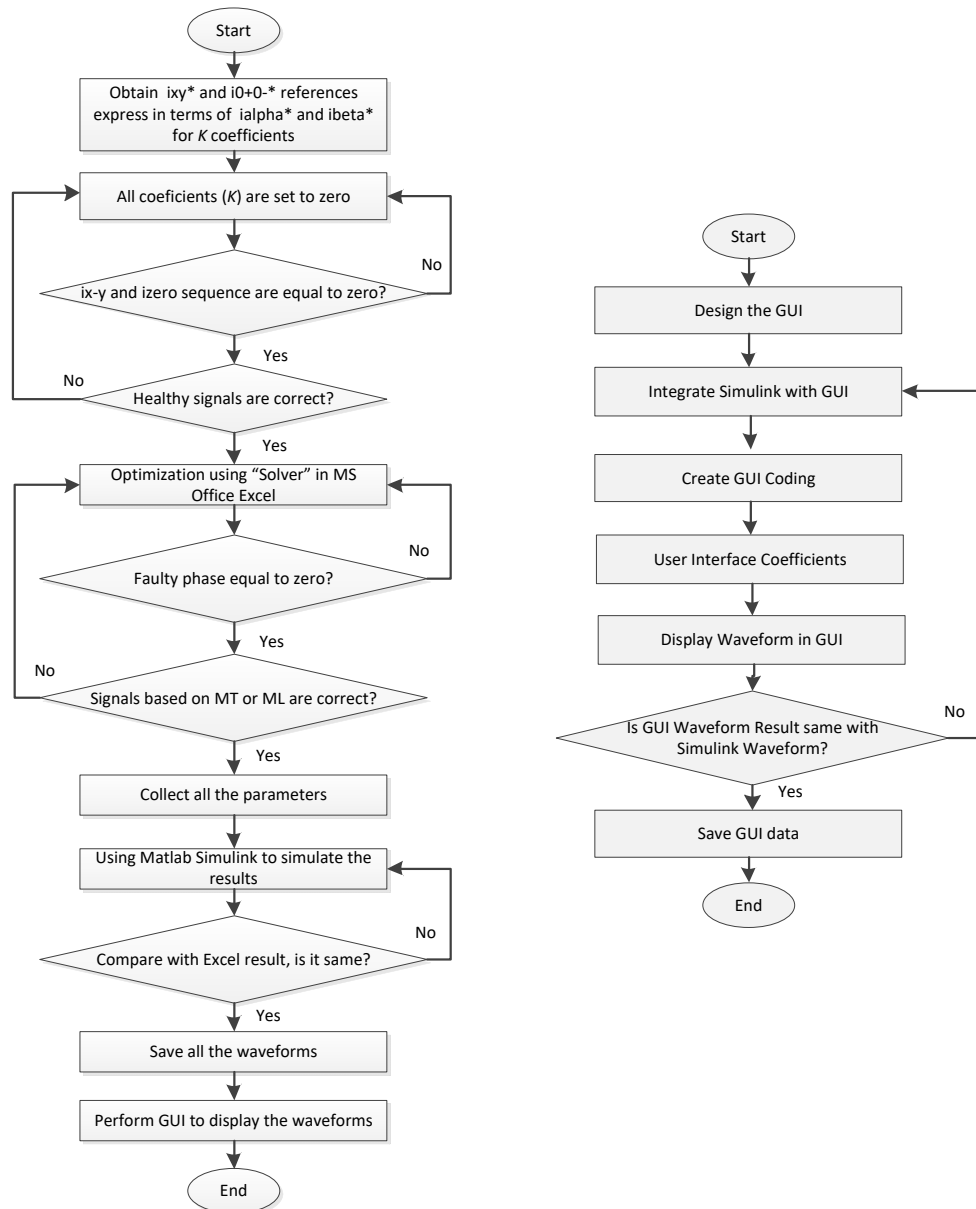 Start
Obtain ixy* and i0+0-* references
express in terms of ialpha* and ibeta*
for K coefficients
All coeficients (K) are set to zero
No
ix-y and izero sequence are equal to zero?
Yes
No
Healthy signals are correct?
Yes
Optimization using “Solver” in MS
Office Excel
No
Faulty phase equal to zero?
Yes
No
Signals based on MT or ML are correct?
Yes
Collect all the parameters
Using Matlab Simulink to simulate the
results
No
Compare with Excel result, is it same?
Yes
Save all the waveforms
Perform GUI to display the waveforms
End
Start
Design the GUI
Integrate Simulink with GUI
Create GUI Coding
User Interface Coefficients
Display Waveform in GUI
No
Is GUI Waveform Result same with
Simulink Waveform?
Yes
Save GUI data
End